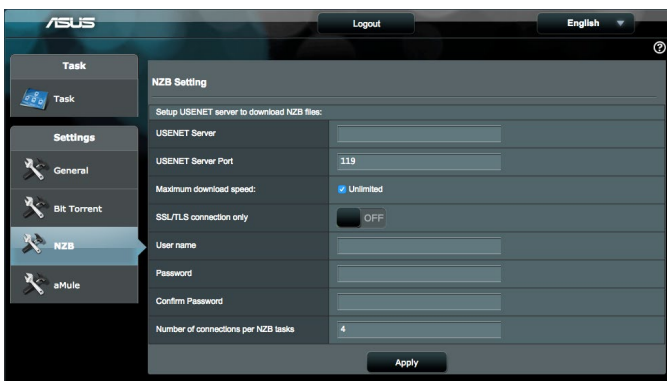 ASUS
Logout
English
?
Task
Task
Settings
General
Bit Torrent
NZB
aMule
NZB Setting
Setup USENET server to download NZB files:
USENET Server
USENET Server Port 119
Maximum download speed: Unlimited
SSL/TLS connection only OFF
User name
Password
Confirm Password
Number of connections per NZB tasks 4
Apply